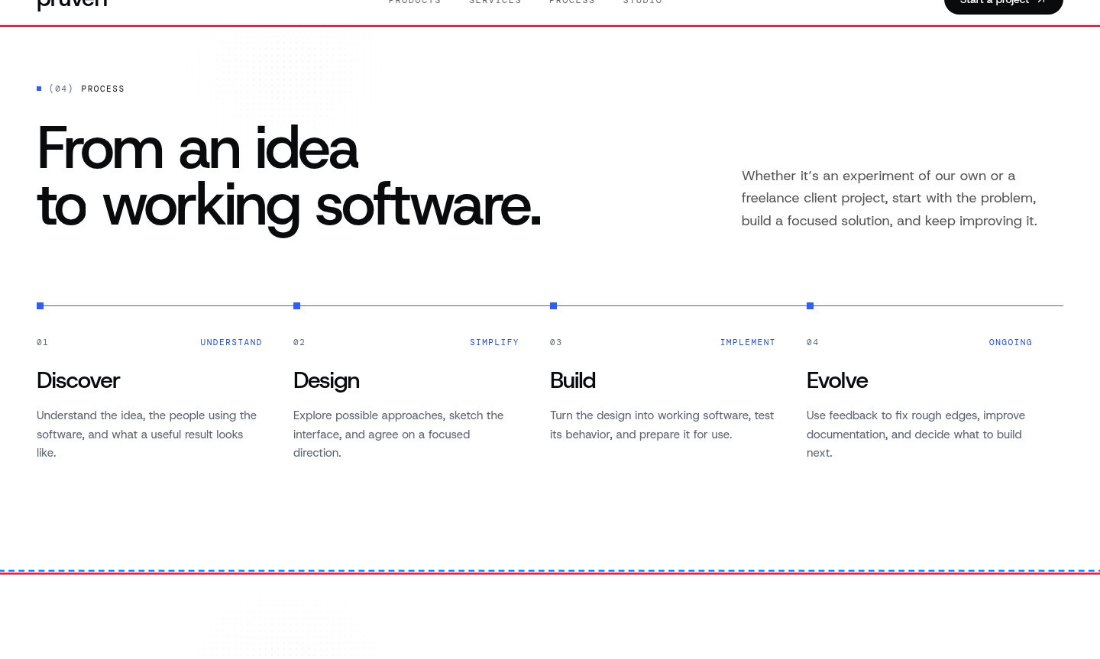 pruven
PRODUCTS SERVICES PROCESS STUDIO
Start a project ↗
(04) PROCESS
From an idea
to working software.
Whether it's an experiment of our own or a
freelance client project, start with the problem,
build a focused solution, and keep improving it.
01 UNDERSTAND
Discover
Understand the idea, the people using the
software, and what a useful result looks
like.
02 SIMPLIFY
Design
Explore possible approaches, sketch the
interface, and agree on a focused
direction.
03 IMPLEMENT
Build
Turn the design into working software, test
its behavior, and prepare it for use.
04 ONGOING
Evolve
Use feedback to fix rough edges, improve
documentation, and decide what to build
next.